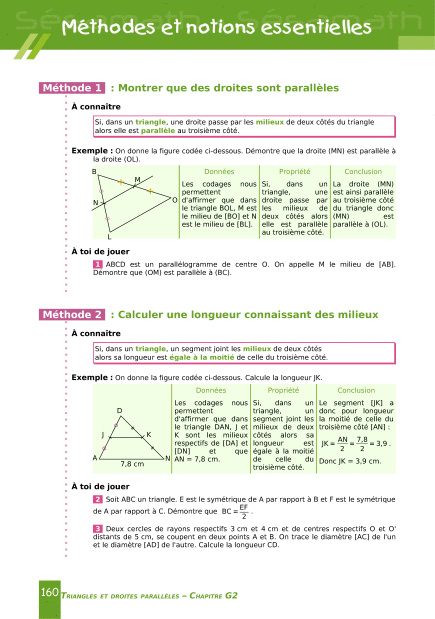 Méthodes et notions essentielles
Méthode 1 : Montrer que des droites sont parallèles
À connaître
Si, dans un triangle, une droite passe par les milieux de deux côtés du triangle
alors elle est parallèle au troisième côté.
Exemple : On donne la figure codée ci-dessous. Démontre que la droite (MN) est parallèle à
la droite (OL).
B
M
O
N
L
Données
Les codages nous
permettent
d'affirmer que dans
le triangle BOL, M est
le milieu de [BO] et N
est le milieu de [BL].
Propriété
Si, dans un
triangle, une
droite passe par
les milieux de
deux côtés alors
elle est parallèle
au troisième côté.
Conclusion
La droite (MN)
est ainsi parallèle
au troisième côté
du triangle donc
(MN) est
parallèle à (OL).
À toi de jouer
1 ABCD est un parallélogramme de centre O. On appelle M le milieu de [AB].
Démontre que (OM) est parallèle à (BC).
Méthode 2 : Calculer une longueur connaissant des milieux
À connaître
Si, dans un triangle, un segment joint les milieux de deux côtés
alors sa longueur est égale à la moitié de celle du troisième côté.
Exemple : On donne la figure codée ci-dessous. Calcule la longueur JK.
D
J
K
A
N
7,8 cm
Données
Les codages nous
permettent
d'affirmer que dans
le triangle DAN, J et
K sont les milieux
respectifs de [DA] et
[DN] et que
AN = 7,8 cm.
Propriété
Si, dans un
triangle, un
segment joint les
milieux de deux
côtés alors sa
longueur est
égale à la moitié
de celle du
troisième côté.
Conclusion
Le segment [JK] a
donc pour longueur
la moitié de celle du
troisième côté [AN] :
JK = AN/2 = 7,8/2 = 3,9 .
Donc JK = 3,9 cm.
À toi de jouer
2 Soit ABC un triangle. E est le symétrique de A par rapport à B et F est le symétrique
de A par rapport à C. Démontre que BC = EF/2 .
3 Deux cercles de rayons respectifs 3 cm et 4 cm et de centres respectifs O et O'
distants de 5 cm, se coupent en deux points A et B. On trace le diamètre [AC] de l'un
et le diamètre [AD] de l'autre. Calcule la longueur CD.
160 TRIANGLES ET DROITES PARALLÈLES – CHAPITRE G2